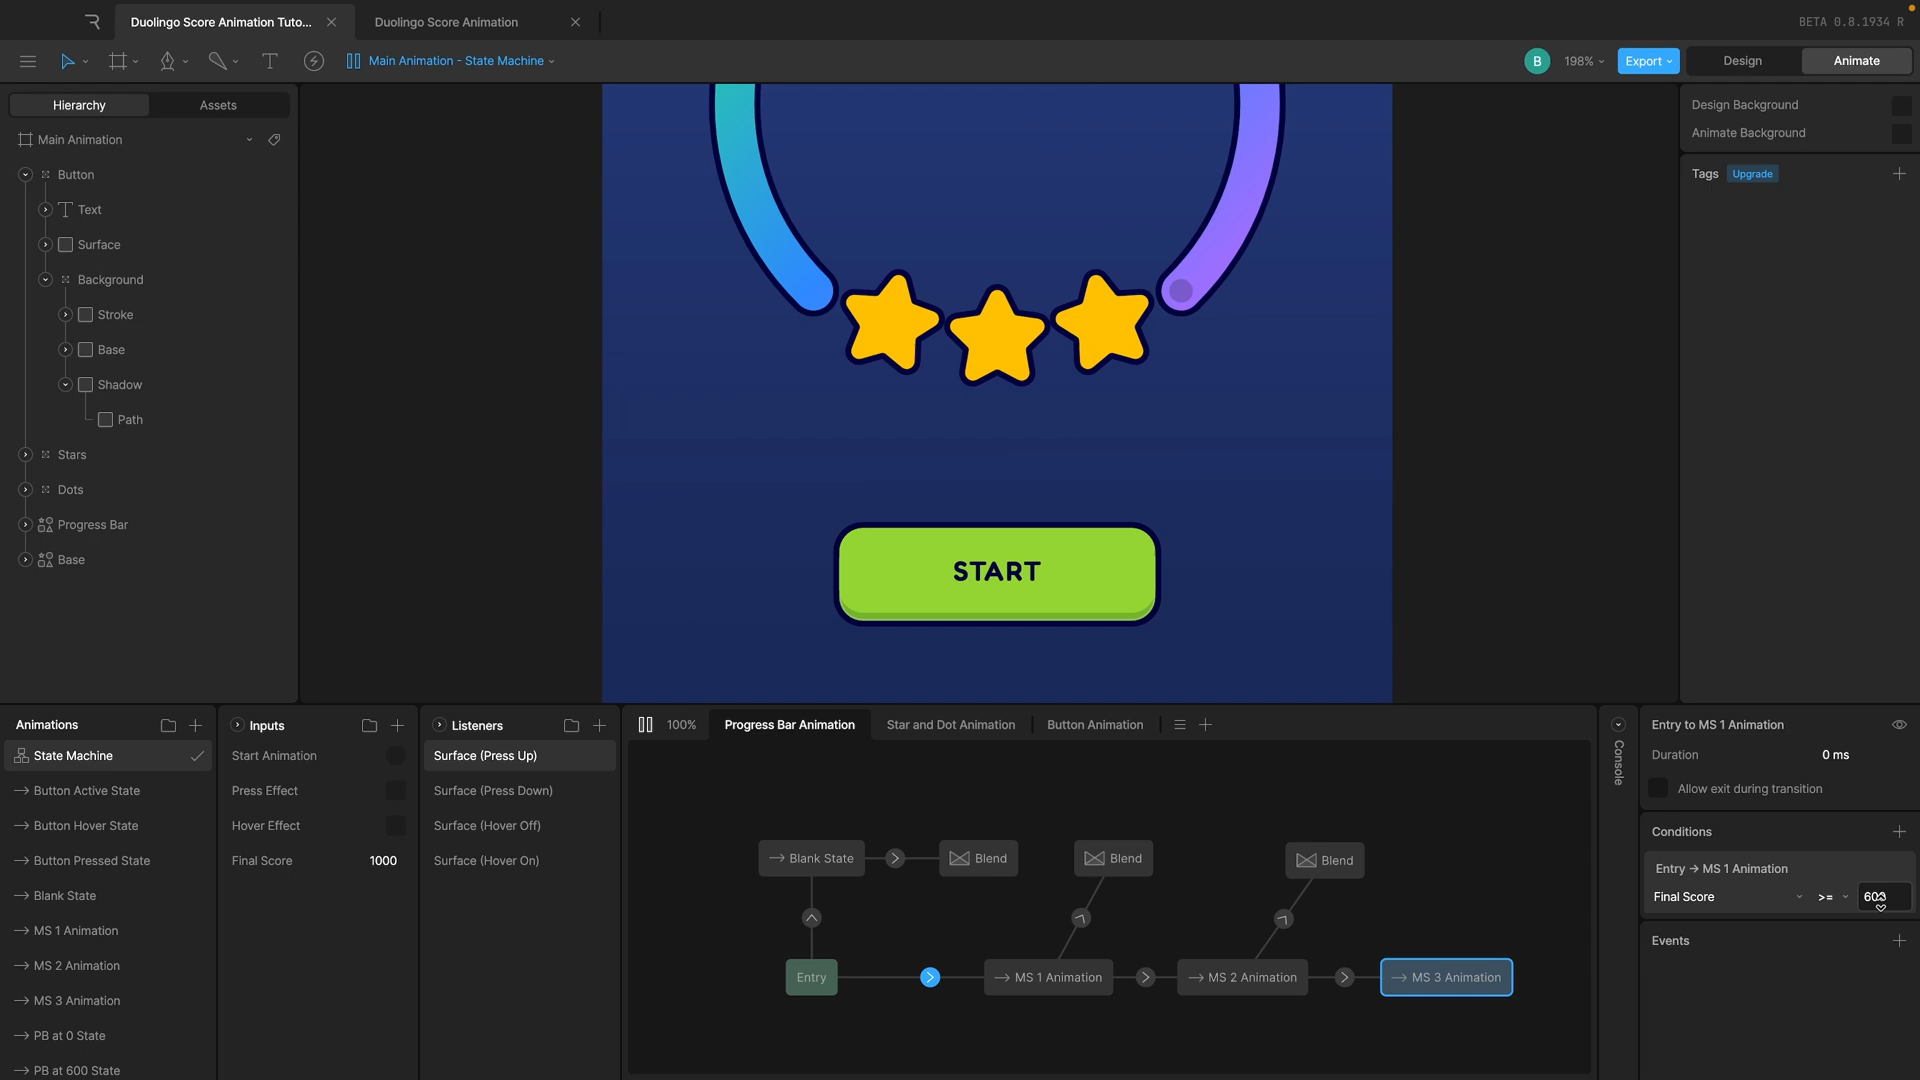 Duolingo Score Animation Tuto...
Duolingo Score Animation
BETA 0.8.1934 R
Main Animation - State Machine
B
198%
Export
Design
Animate
Hierarchy
Assets
Main Animation
Button
Text
Surface
Background
Stroke
Base
Shadow
Path
Stars
Dots
Progress Bar
Base
START
Design Background
Animate Background
Tags
Upgrade
Animations
State Machine
Button Active State
Button Hover State
Button Pressed State
Blank State
MS 1 Animation
MS 2 Animation
MS 3 Animation
PB at 0 State
PB at 600 State
Inputs
Start Animation
Press Effect
Hover Effect
Final Score 1000
Listeners
Surface (Press Up)
Surface (Press Down)
Surface (Hover Off)
Surface (Hover On)
100%
Progress Bar Animation
Star and Dot Animation
Button Animation
Blank State
Blend
Blend
Blend
Entry
MS 1 Animation
MS 2 Animation
MS 3 Animation
Console
Entry to MS 1 Animation
Duration 0 ms
Allow exit during transition
Conditions
Entry → MS 1 Animation
Final Score >=
Events